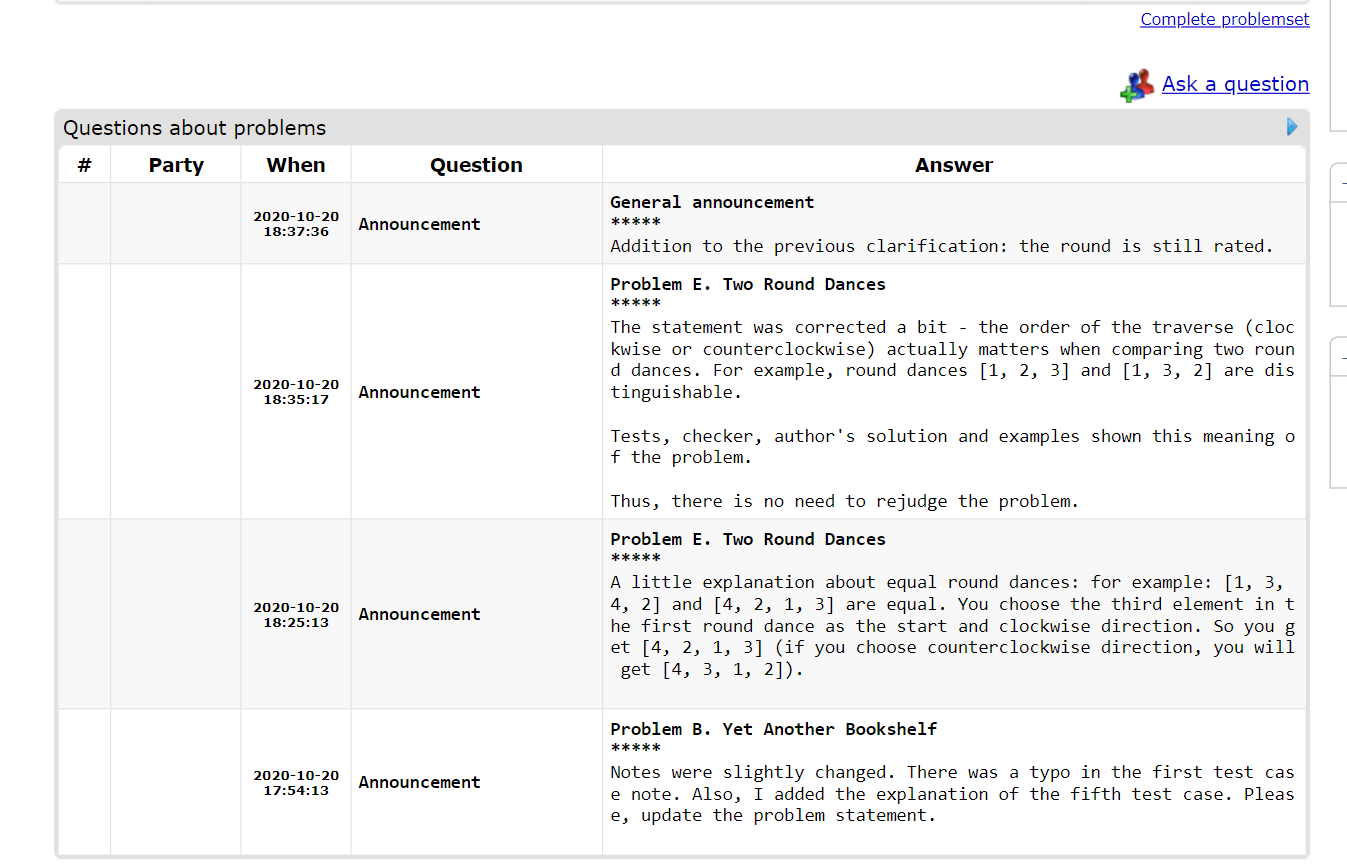 Complete problemset
Ask a question
Questions about problems
# Party When Question Answer
2020-10-20
18:37:36
Announcement
General announcement
*****
Addition to the previous clarification: the round is still rated.
2020-10-20
18:35:17
Announcement
Problem E. Two Round Dances
*****
The statement was corrected a bit - the order of the traverse (cloc
kwise or counterclockwise) actually matters when comparing two roun
d dances. For example, round dances [1, 2, 3] and [1, 3, 2] are dis
tinguishable.
Tests, checker, author's solution and examples shown this meaning o
f the problem.
Thus, there is no need to rejudge the problem.
2020-10-20
18:25:13
Announcement
Problem E. Two Round Dances
*****
A little explanation about equal round dances: for example: [1, 3,
4, 2] and [4, 2, 1, 3] are equal. You choose the third element in t
he first round dance as the start and clockwise direction. So you g
et [4, 2, 1, 3] (if you choose counterclockwise direction, you will
get [4, 3, 1, 2]).
2020-10-20
17:54:13
Announcement
Problem B. Yet Another Bookshelf
*****
Notes were slightly changed. There was a typo in the first test cas
e note. Also, I added the explanation of the fifth test case. Pleas
e, update the problem statement.